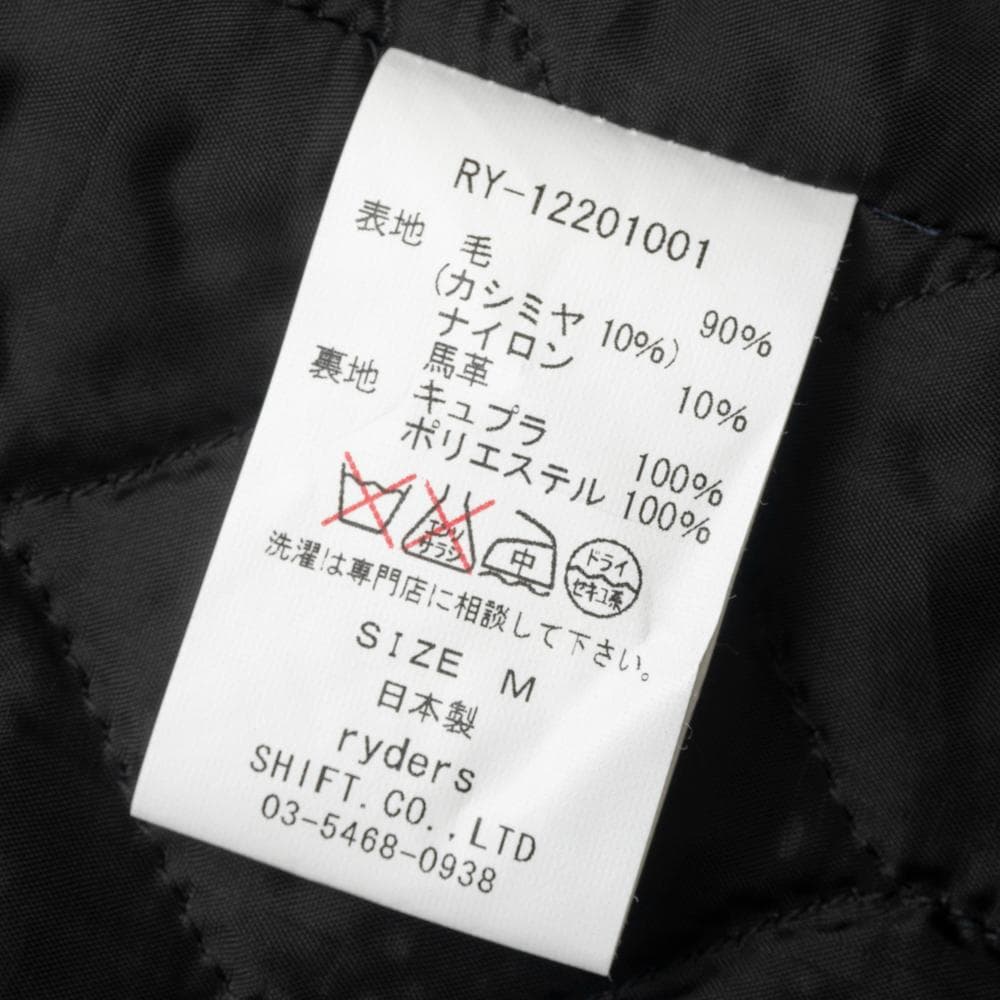 RY-12201001
表地 毛 90%
(カシミヤ 10%)
ナイロン 10%
馬革
裏地 キュプラ 100%
ポリエステル 100%
エンソ
サラシ
中
ドライ
セキユ系
洗濯は専門店に相談して下さい。
SIZE M
日本製
ryders
SHIFT.CO.,LTD
03-5468-0938